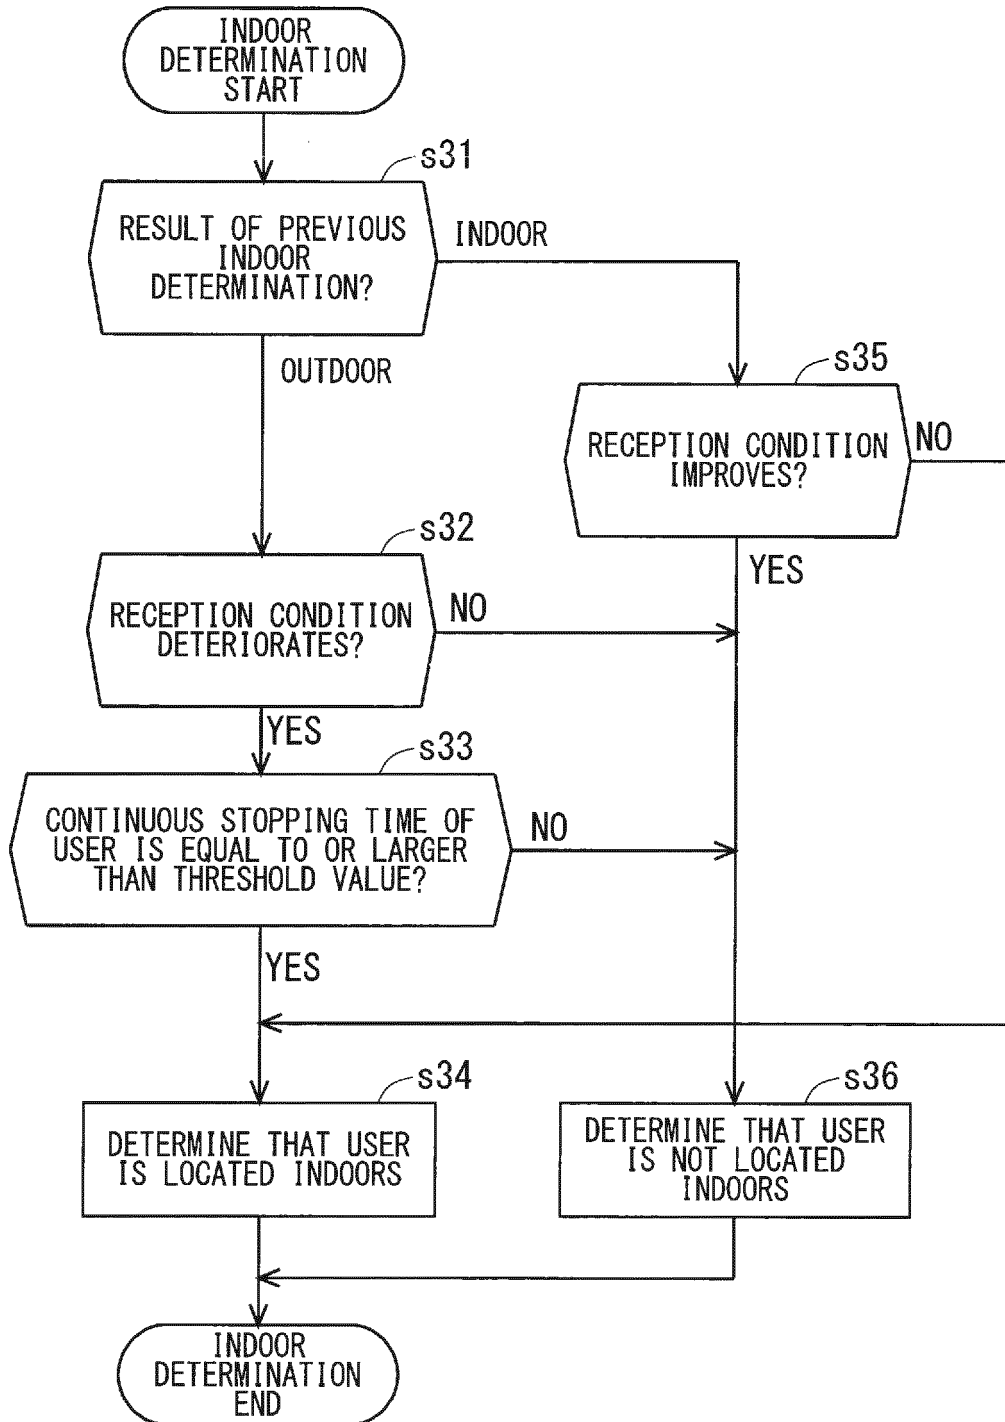 INDOOR
DETERMINATION
START
s31
RESULT OF PREVIOUS
INDOOR
DETERMINATION?
INDOOR
OUTDOOR
s35
RECEPTION CONDITION
IMPROVES?
NO
YES
s32
RECEPTION CONDITION
DETERIORATES?
NO
YES
s33
CONTINUOUS STOPPING TIME OF
USER IS EQUAL TO OR LARGER
THAN THRESHOLD VALUE?
NO
YES
s34
DETERMINE THAT USER
IS LOCATED INDOORS
s36
DETERMINE THAT USER
IS NOT LOCATED
INDOORS
INDOOR
DETERMINATION
END